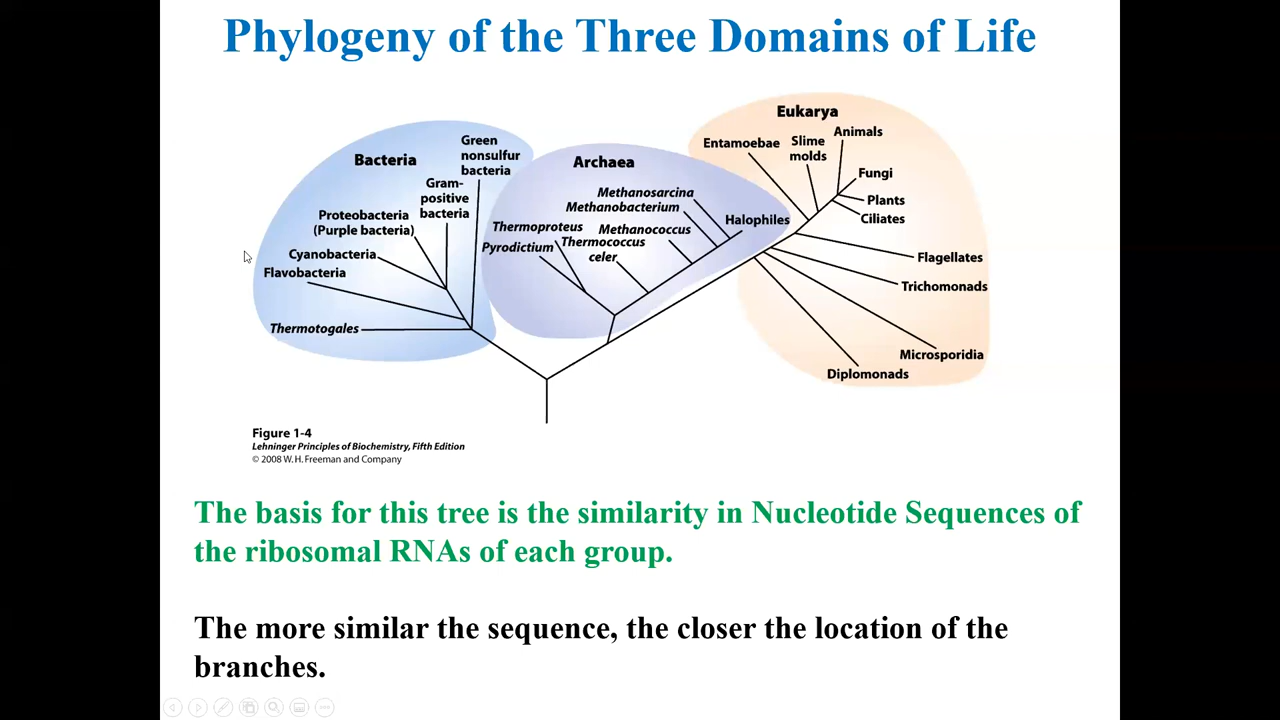 Phylogeny of the Three Domains of Life
Bacteria
Green
nonsulfur
bacteria
Gram-
positive
bacteria
Proteobacteria
(Purple bacteria)
Cyanobacteria
Flavobacteria
Thermotogales
Archaea
Methanosarcina
Methanobacterium
Halophiles
Thermoproteus
Methanococcus
Pyrodictium
Thermococcus
celer
Eukarya
Entamoebae
Slime
molds
Animals
Fungi
Plants
Ciliates
Flagellates
Trichomonads
Microsporidia
Diplomonads
Figure 1-4
Lehninger Principles of Biochemistry, Fifth Edition
© 2008 W. H. Freeman and Company
The basis for this tree is the similarity in Nucleotide Sequences of
the ribosomal RNAs of each group.
The more similar the sequence, the closer the location of the
branches.